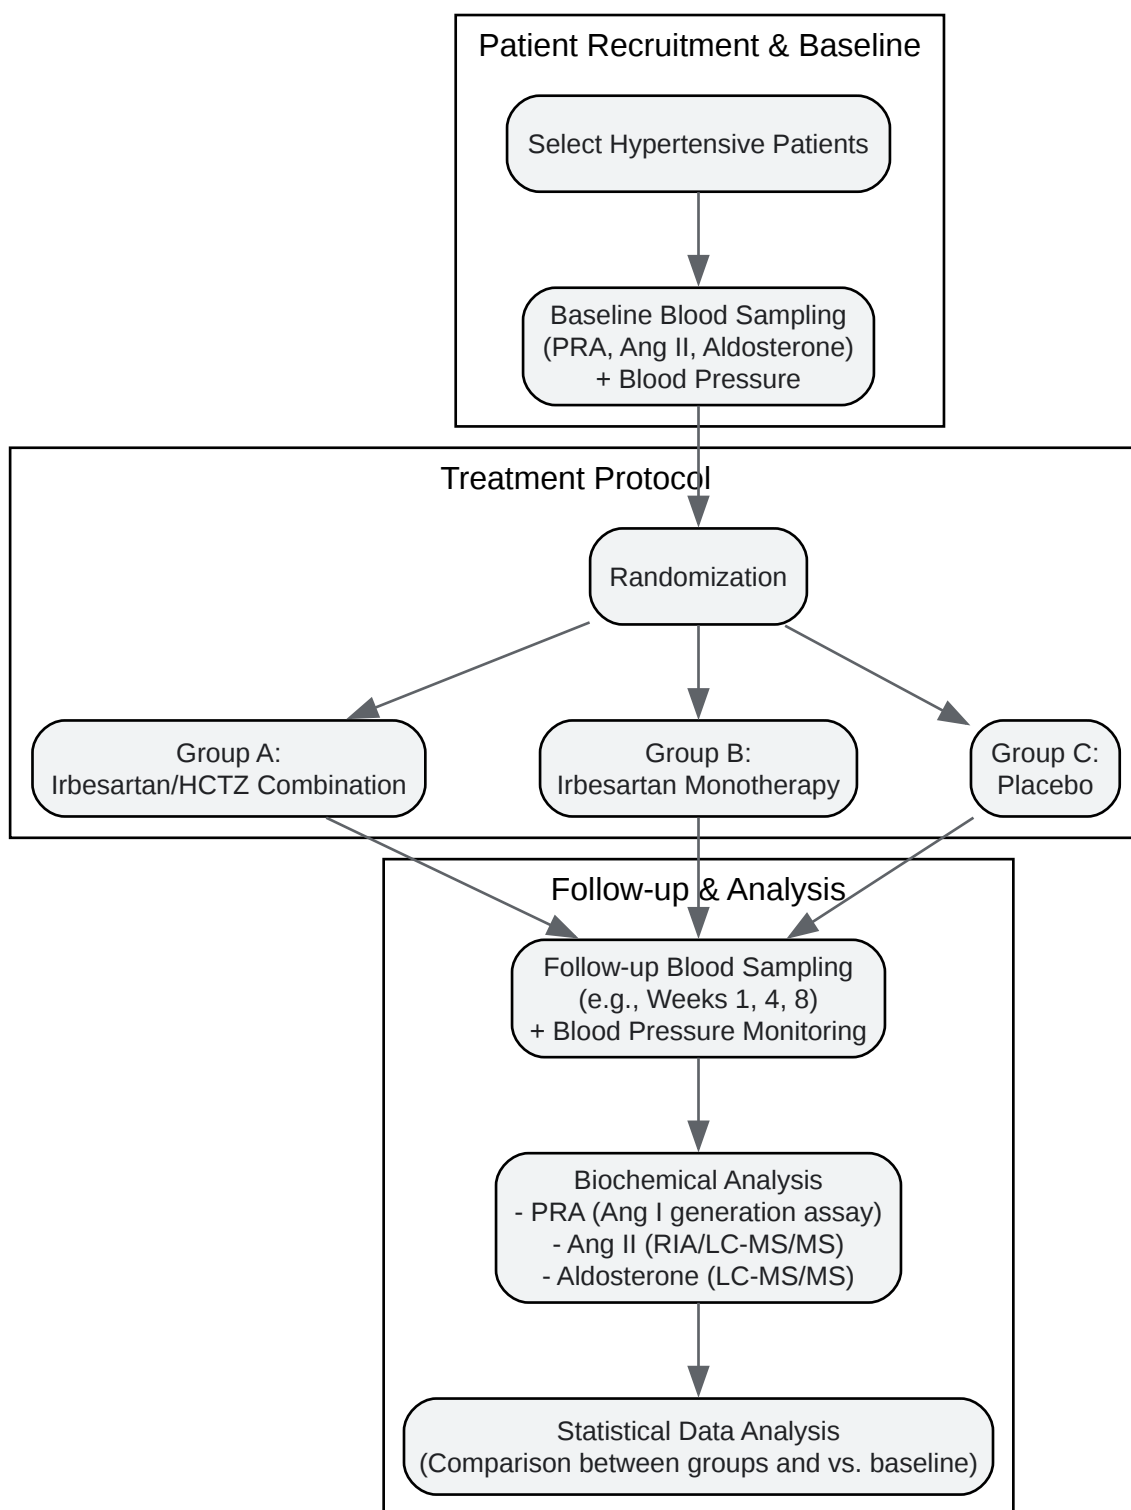 Patient Recruitment & Baseline
Select Hypertensive Patients
Baseline Blood Sampling
(PRA, Ang II, Aldosterone)
+ Blood Pressure
Treatment Protocol
Randomization
Group A:
Irbesartan/HCTZ Combination
Group B:
Irbesartan Monotherapy
Group C:
Placebo
Follow-up & Analysis
Follow-up Blood Sampling
(e.g., Weeks 1, 4, 8)
+ Blood Pressure Monitoring
Biochemical Analysis
- PRA (Ang I generation assay)
- Ang II (RIA/LC-MS/MS)
- Aldosterone (LC-MS/MS)
Statistical Data Analysis
(Comparison between groups and vs. baseline)